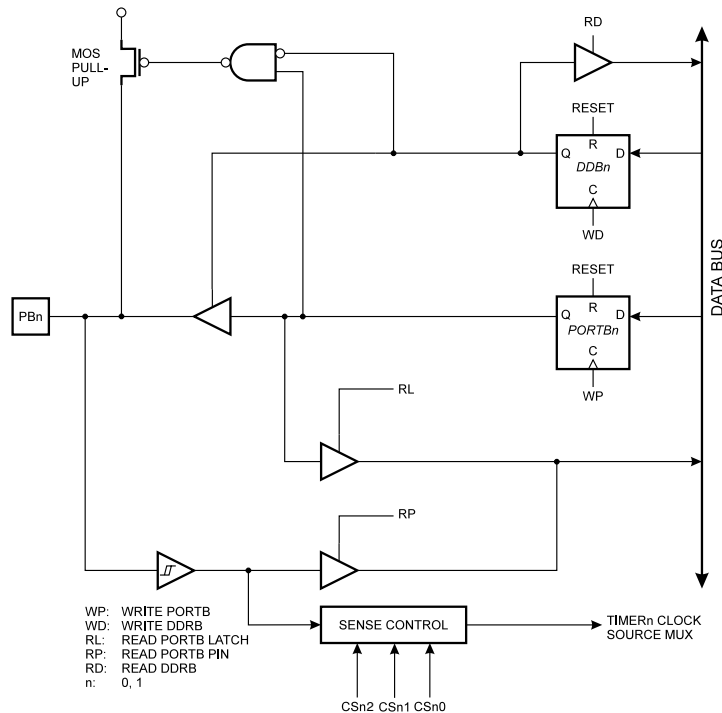 RD
MOS
PULL-
UP
RESET
R
Q
D
DDBn
C
WD
RESET
R
Q
D
PORTBn
C
WP
PBn
DATA BUS
RL
RP
WP: WRITE PORTB
WD: WRITE DDRB
RL: READ PORTB LATCH
RP: READ PORTB PIN
RD: READ DDRB
n: 0, 1
SENSE CONTROL
TIMERn CLOCK
SOURCE MUX
CSn2 CSn1 CSn0